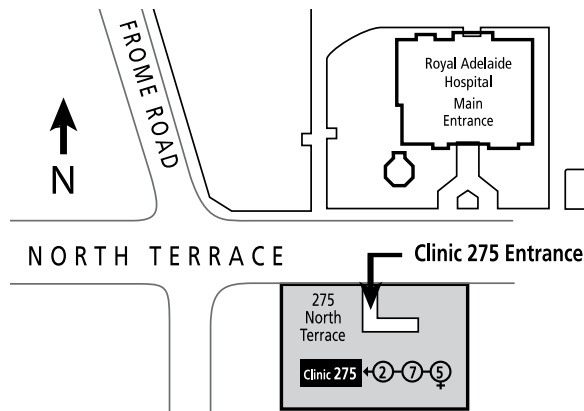 FROME ROAD
Royal Adelaide
Hospital
Main
Entrance
N
NORTH TERRACE
Clinic 275 Entrance
275
North
Terrace
Clinic 275
2 7 5